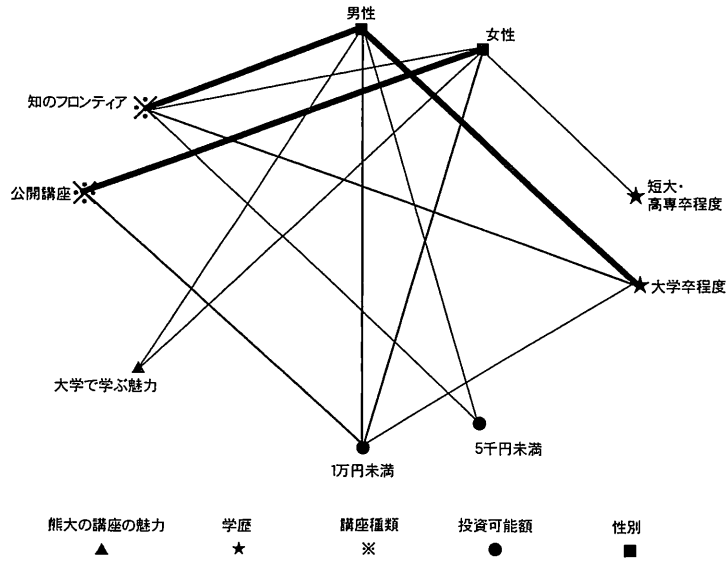 男性
女性
知のフロンティア
公開講座
短大・
高専卒程度
大学卒程度
大学で学ぶ魅力
5千円未満
1万円未満
熊大の講座の魅力
学歴
講座種類
投資可能額
性別
▲
★
※
●
■